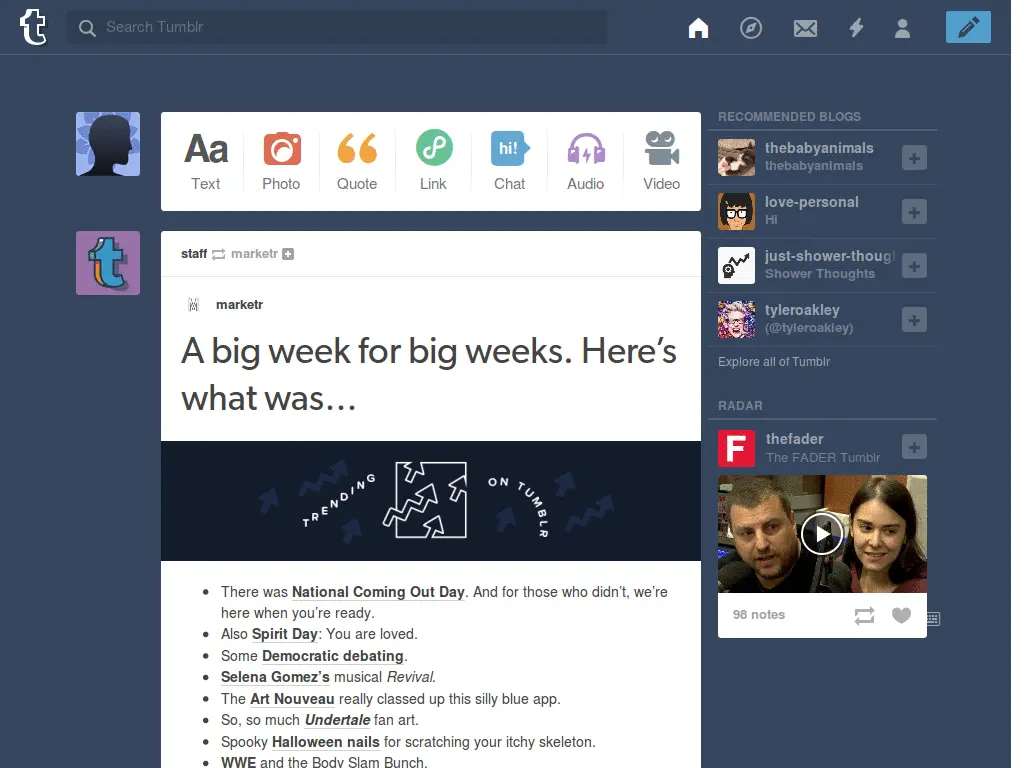 t
Search Tumblr
Aa
hi!
Text
Photo
Quote
Link
Chat
Audio
Video
staff marketr
marketr
A big week for big weeks. Here’s
what was…
TRENDING
ON TUMBLR
There was National Coming Out Day. And for those who didn’t, we’re
here when you’re ready.
Also Spirit Day: You are loved.
Some Democratic debating.
Selena Gomez’s musical Revival.
The Art Nouveau really classed up this silly blue app.
So, so much Undertale fan art.
Spooky Halloween nails for scratching your itchy skeleton.
WWE and the Body Slam Bunch.
RECOMMENDED BLOGS
thebabyanimals
thebabyanimals
love-personal
Hi
just-shower-thoug
Shower Thoughts
tyleroakley
(@tyleroakley)
Explore all of Tumblr
RADAR
F
thefader
The FADER Tumblr
98 notes